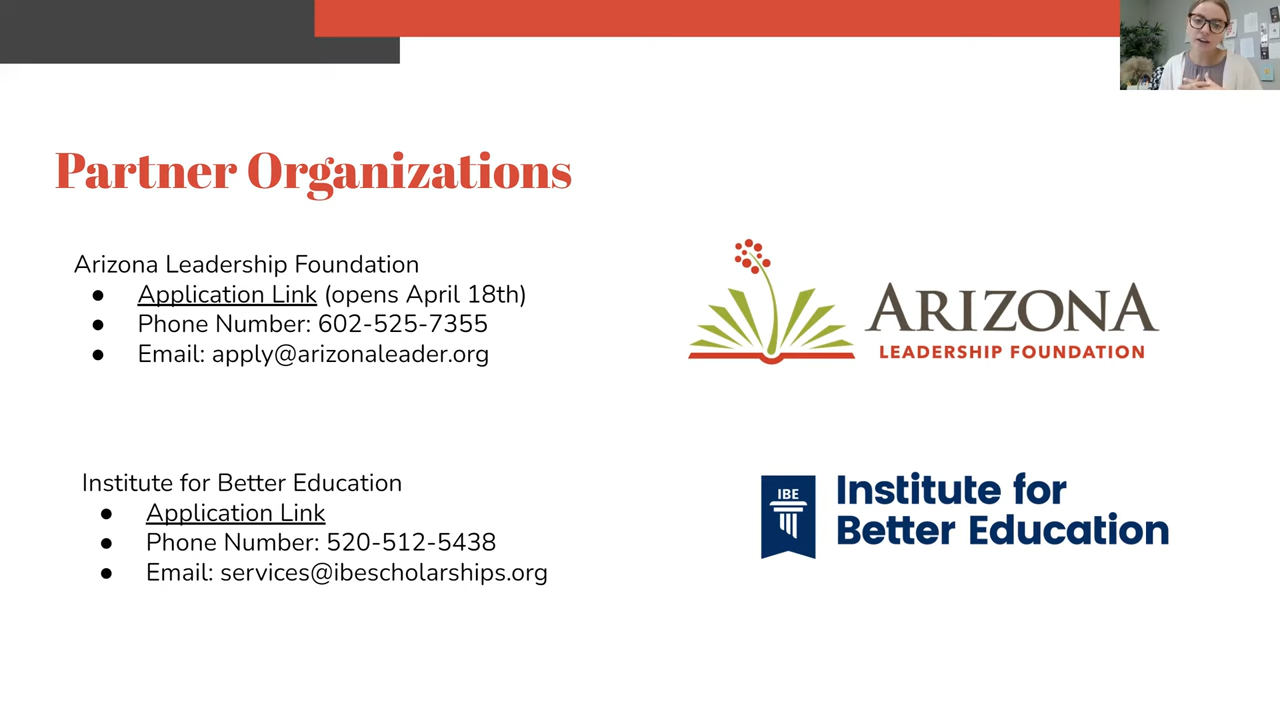 Partner Organizations
Arizona Leadership Foundation
● Application Link (opens April 18th)
● Phone Number: 602-525-7355
● Email: apply@arizonaleader.org
ARIZONA
LEADERSHIP FOUNDATION
Institute for Better Education
● Application Link
● Phone Number: 520-512-5438
● Email: services@ibescholarships.org
IBE
Institute for
Better Education